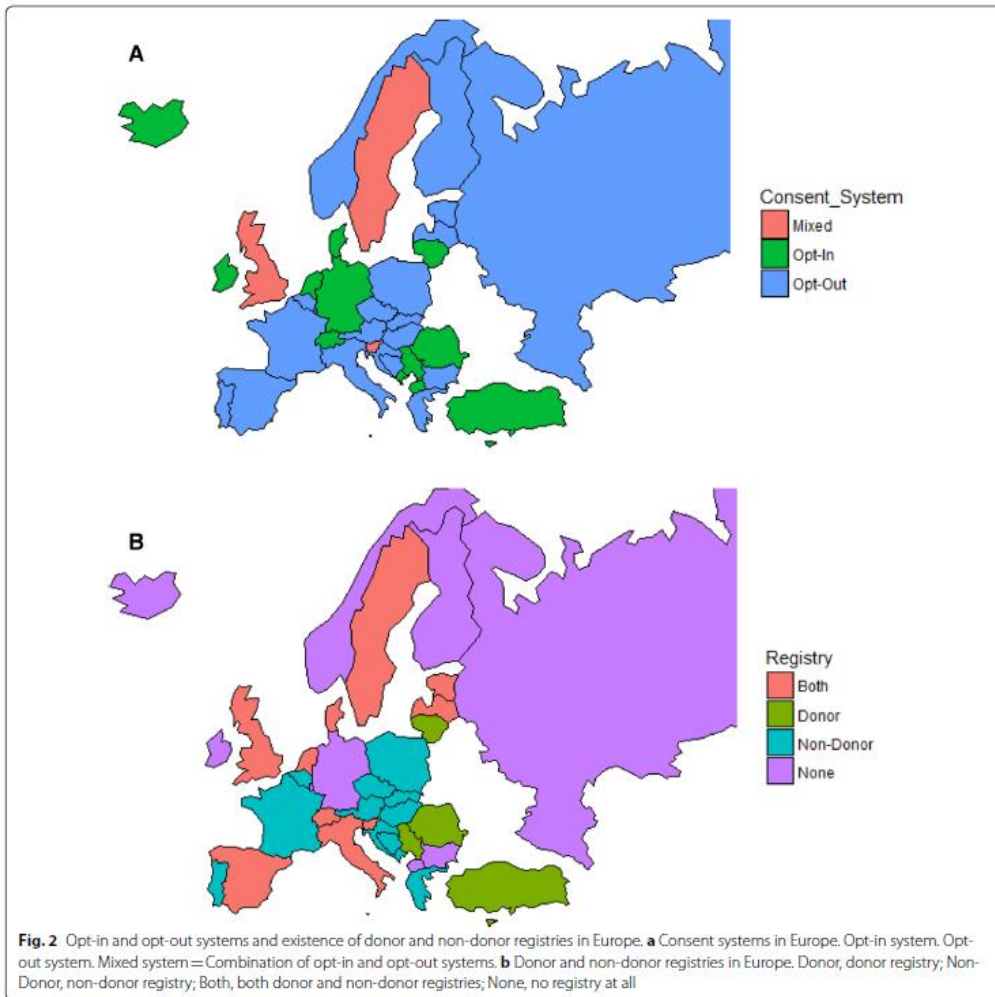 A
Consent_System
Mixed
Opt-In
Opt-Out
B
Registry
Both
Donor
Non-Donor
None
Fig. 2 Opt-in and opt-out systems and existence of donor and non-donor registries in Europe. a Consent systems in Europe. Opt-in system. Opt-
out system. Mixed system = Combination of opt-in and opt-out systems. b Donor and non-donor registries in Europe. Donor, donor registry; Non-
Donor, non-donor registry; Both, both donor and non-donor registries; None, no registry at all